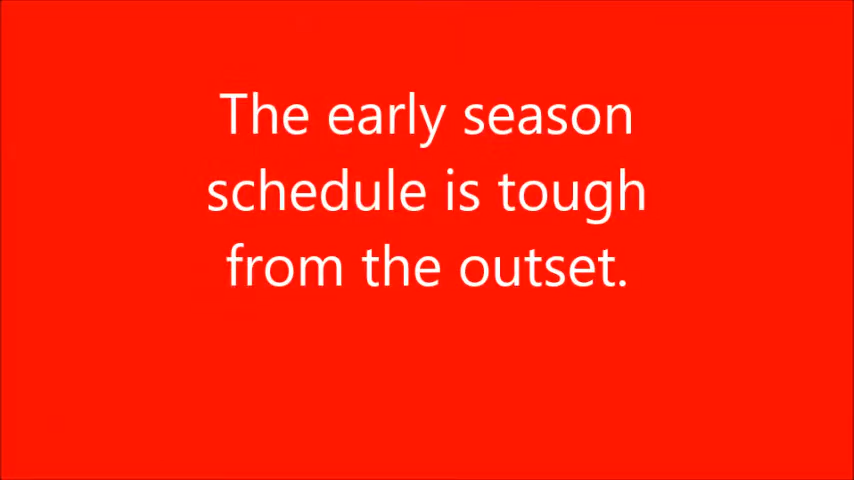 The early season
schedule is tough
from the outset.